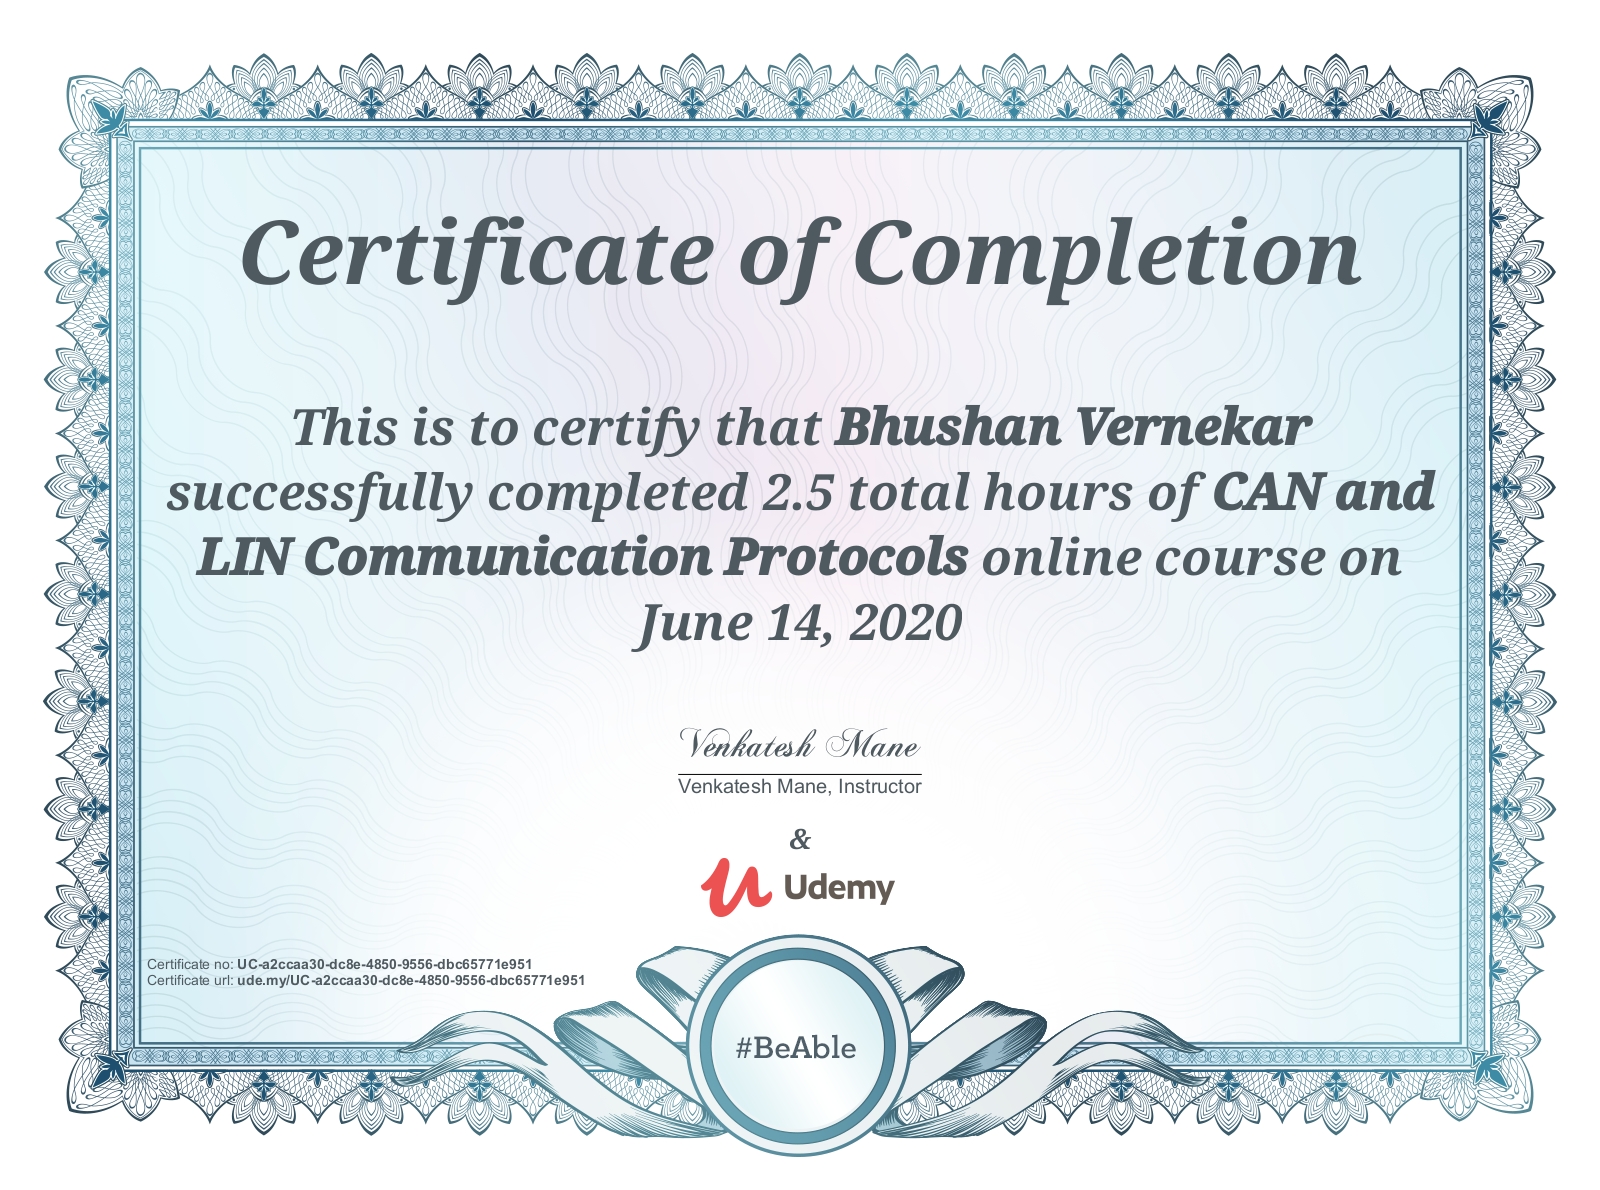 Certificate of Completion
This is to certify that Bhushan Vernekar
successfully completed 2.5 total hours of CAN and
LIN Communication Protocols online course on
June 14, 2020
Venkatesh Mane
Venkatesh Mane, Instructor
&
Udemy
Certificate no: UC-a2ccaa30-dc8e-4850-9556-dbc65771e951
Certificate url: ude.my/UC-a2ccaa30-dc8e-4850-9556-dbc65771e951
#BeAble